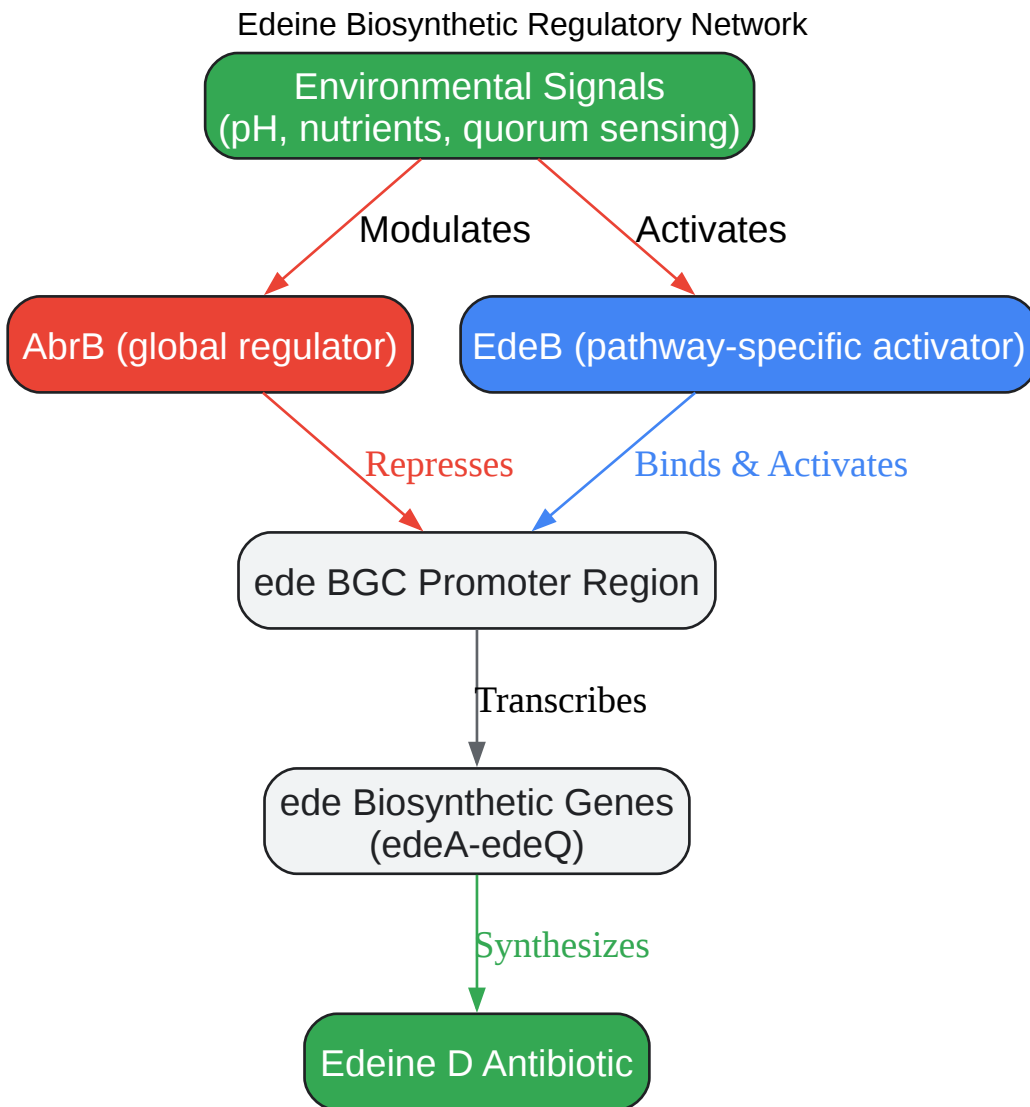 Edeine Biosynthetic Regulatory Network
Environmental Signals
(pH, nutrients, quorum sensing)
Modulates
Activates
AbrB (global regulator)
EdeB (pathway-specific activator)
Represses
Binds & Activates
ede BGC Promoter Region
Transcribes
ede Biosynthetic Genes
(edeA-edeQ)
Synthesizes
Edeine D Antibiotic